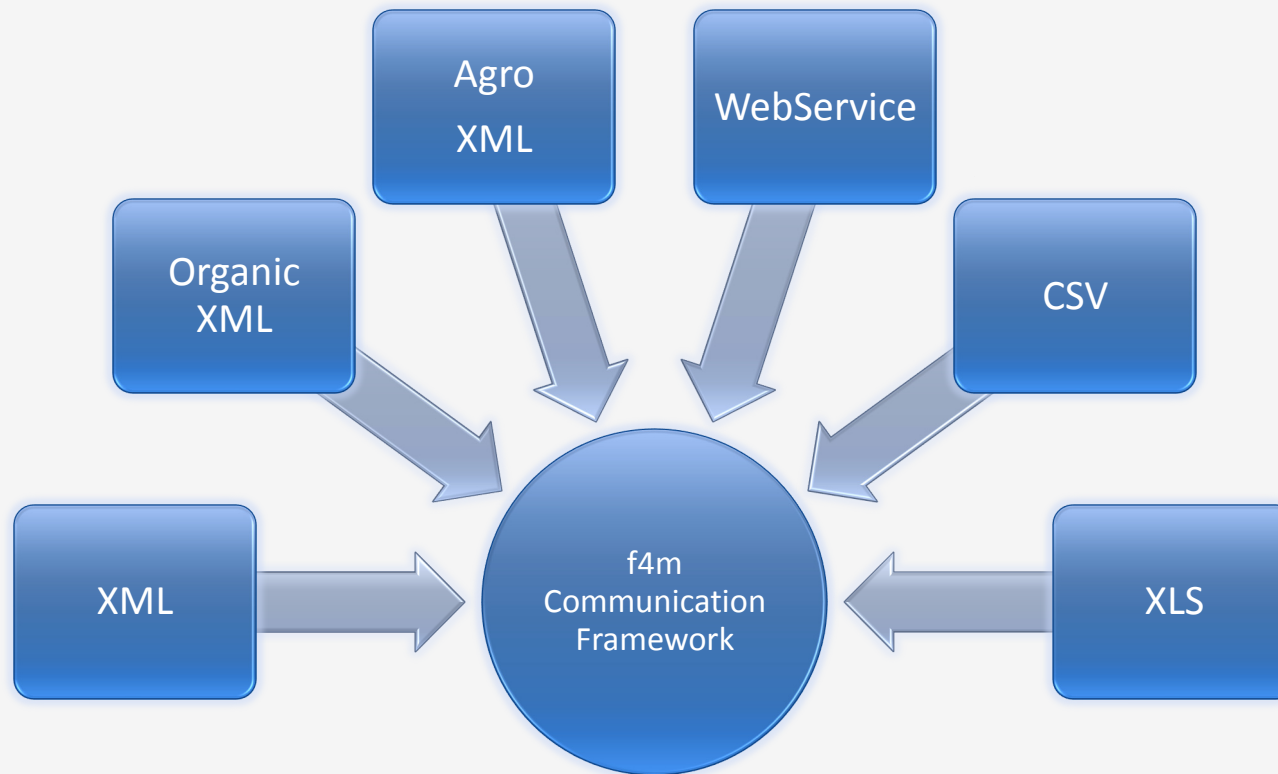 Agro
XML
WebService
Organic
XML
CSV
XML
f4m
Communication
Framework
XLS